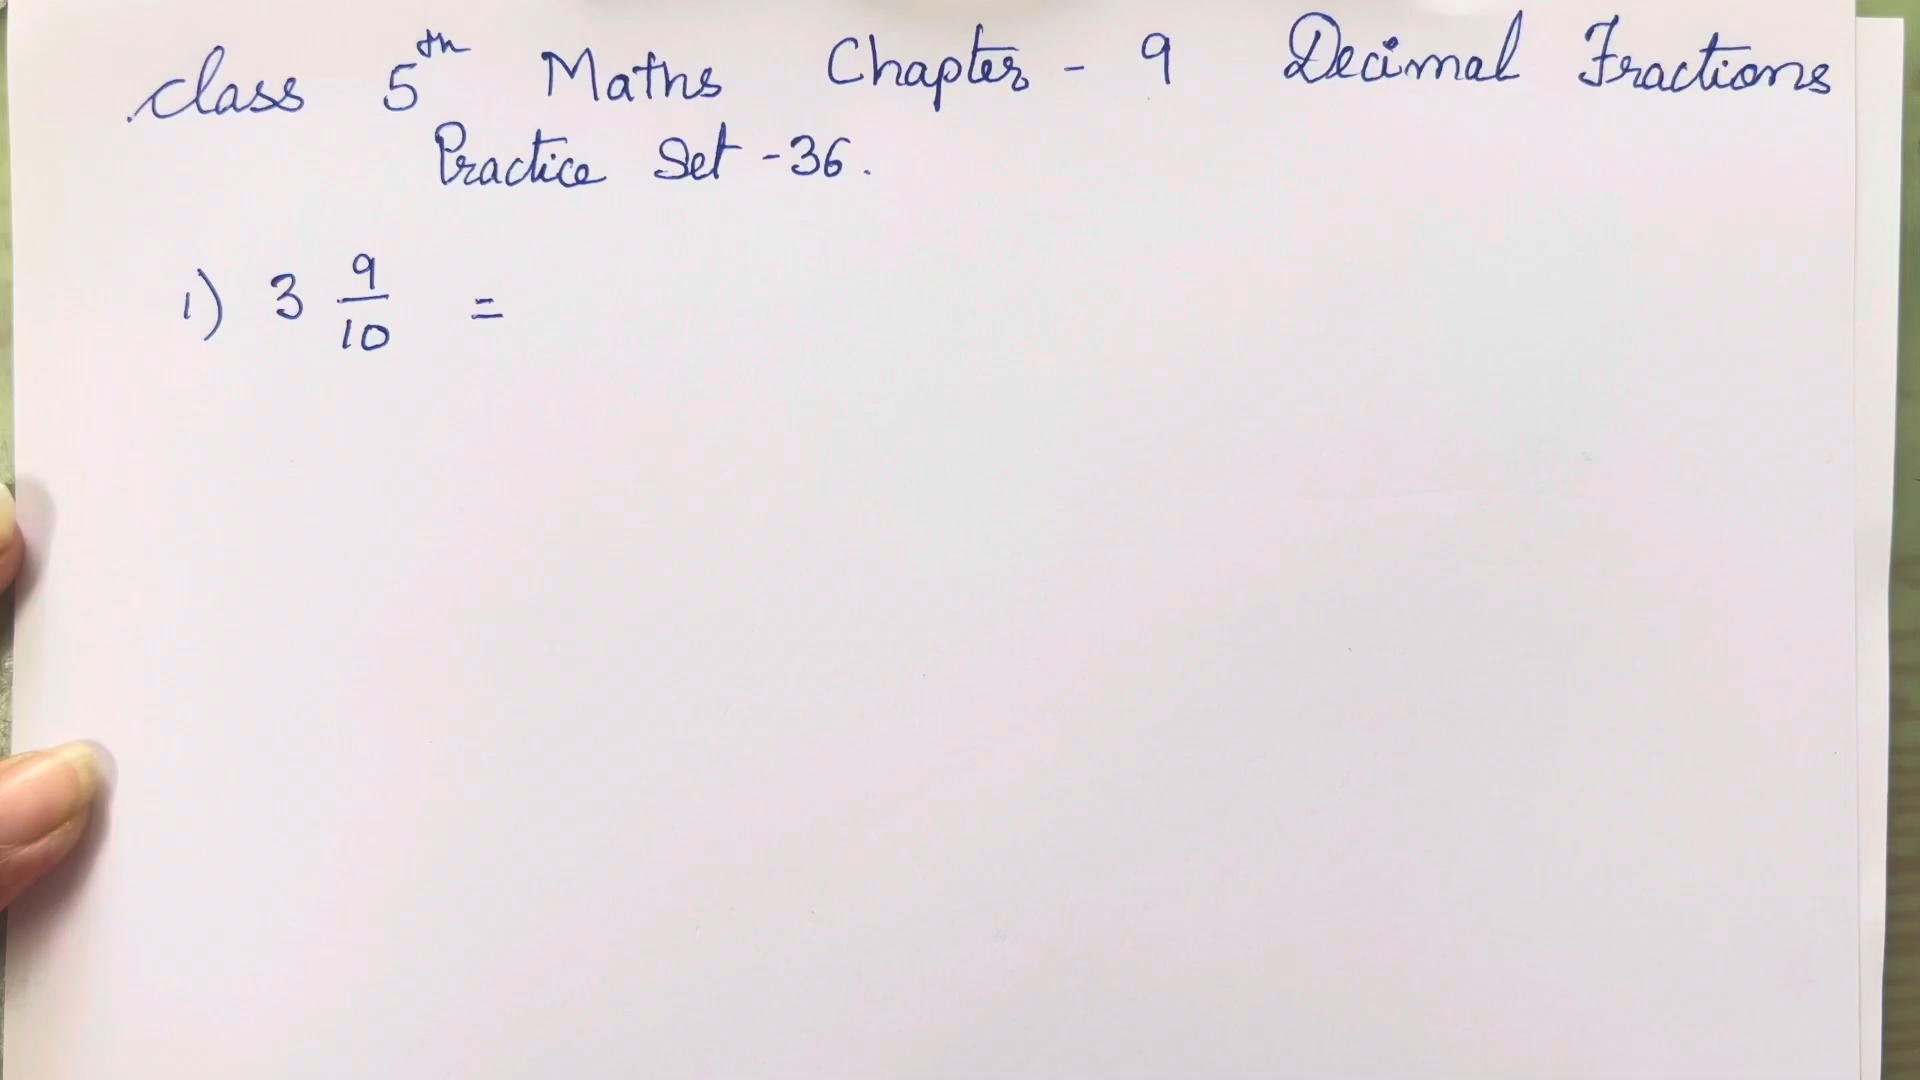 Class 5th Maths Chapter - 9 Decimal Fractions
Practice Set - 36.
1) 3 9/10 =